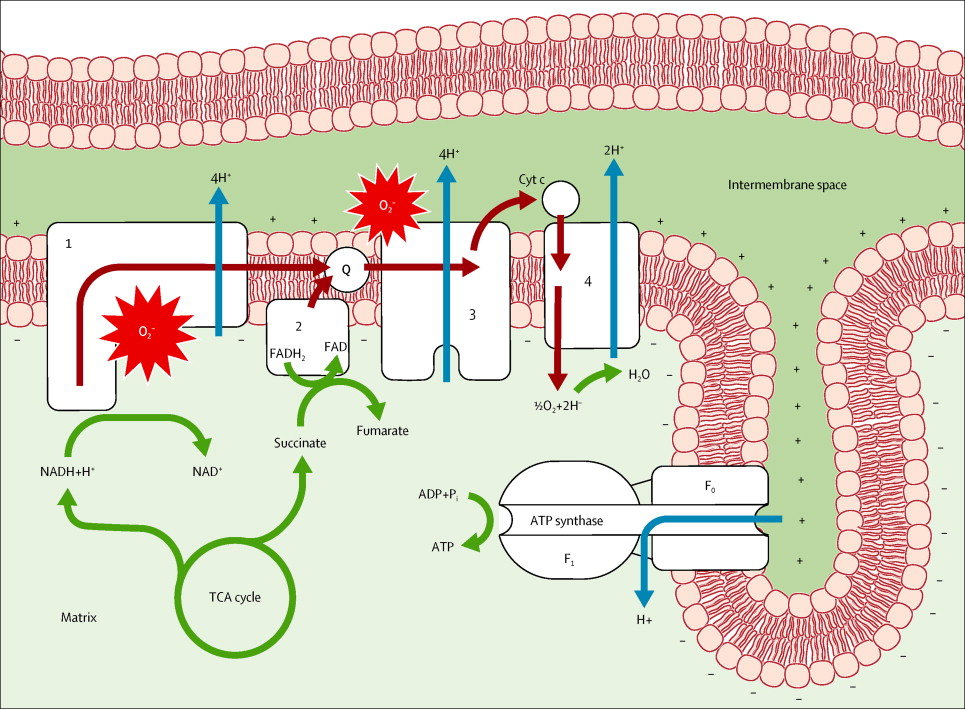 4H⁺
1
O₂⁻
Q
2
FADH₂
FAD
O₂⁻
4H⁺
3
Cyt c
4
2H⁺
Intermembrane space
½O₂+2H⁻
H₂O
Succinate
Fumarate
NADH+H⁺
NAD⁺
TCA cycle
Matrix
ADP+Pᵢ
ATP
ATP synthase
F₀
F₁
H+